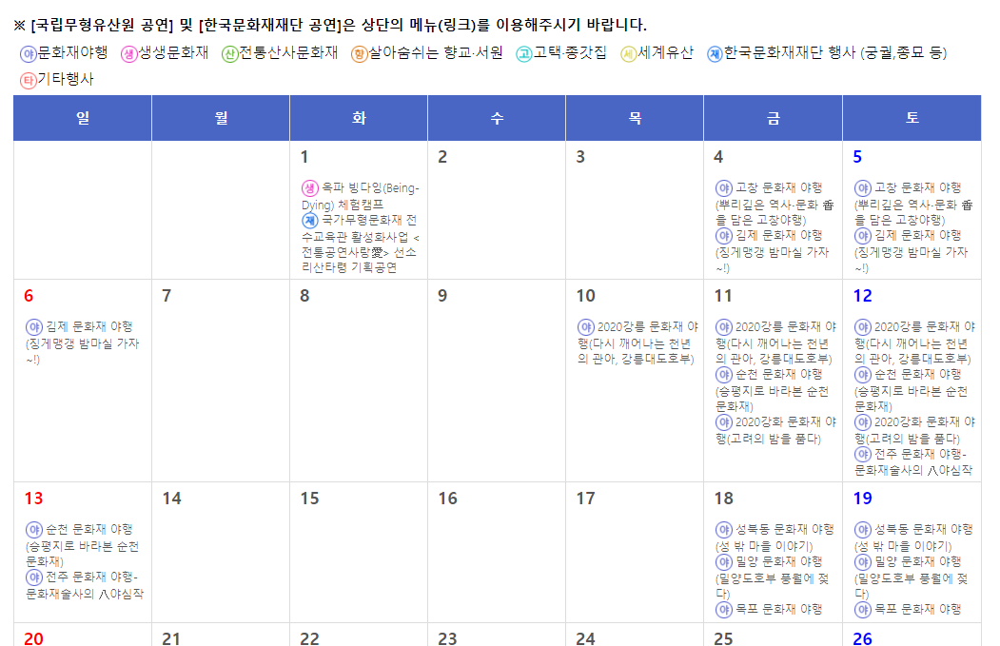 ※ [국립무형유산원 공연] 및 [한국문화재재단 공연]은 상단의 메뉴(링크)를 이용해주시기 바랍니다.
야 문화재야행 생 생생문화재 산 전통산사문화재 향 살아숨쉬는 향교·서원 고 고택·종갓집 세 세계유산 재 한국문화재재단 행사 (궁궐,종묘 등)
타 기타행사
일 월 화 수 목 금 토
1
생 옥파 빙다잉(Being-
Dying) 체험캠프
재 국가무형문화재 전
수교육관 활성화사업 <
전통공연사랑愛> 선소
리산타령 기획공연
2
3
4
야 고창 문화재 야행
(뿌리깊은 역사·문화 香
을 담은 고창야행)
야 김제 문화재 야행
(징게맹갱 밤마실 가자
~!)
5
야 고창 문화재 야행
(뿌리깊은 역사·문화 香
을 담은 고창야행)
야 김제 문화재 야행
(징게맹갱 밤마실 가자
~!)
6
야 김제 문화재 야행
(징게맹갱 밤마실 가자
~!)
7
8
9
10
야 2020강릉 문화재 야
행(다시 깨어나는 천년
의 관아, 강릉대도호부)
11
야 2020강릉 문화재 야
행(다시 깨어나는 천년
의 관아, 강릉대도호부)
야 순천 문화재 야행
(승평지로 바라본 순천
문화재)
야 2020강화 문화재 야
행(고려의 밤을 품다)
12
야 2020강릉 문화재 야
행(다시 깨어나는 천년
의 관아, 강릉대도호부)
야 순천 문화재 야행
(승평지로 바라본 순천
문화재)
야 2020강화 문화재 야
행(고려의 밤을 품다)
야 전주 문화재 야행-
문화재술사의 八야심작
13
야 순천 문화재 야행
(승평지로 바라본 순천
문화재)
야 전주 문화재 야행-
문화재술사의 八야심작
14
15
16
17
18
야 성북동 문화재 야행
(성 밖 마을 이야기)
야 밀양 문화재 야행
(밀양도호부 풍월에 젖
다)
야 목포 문화재 야행
19
야 성북동 문화재 야행
(성 밖 마을 이야기)
야 밀양 문화재 야행
(밀양도호부 풍월에 젖
다)
야 목포 문화재 야행
20
21
22
23
24
25
26